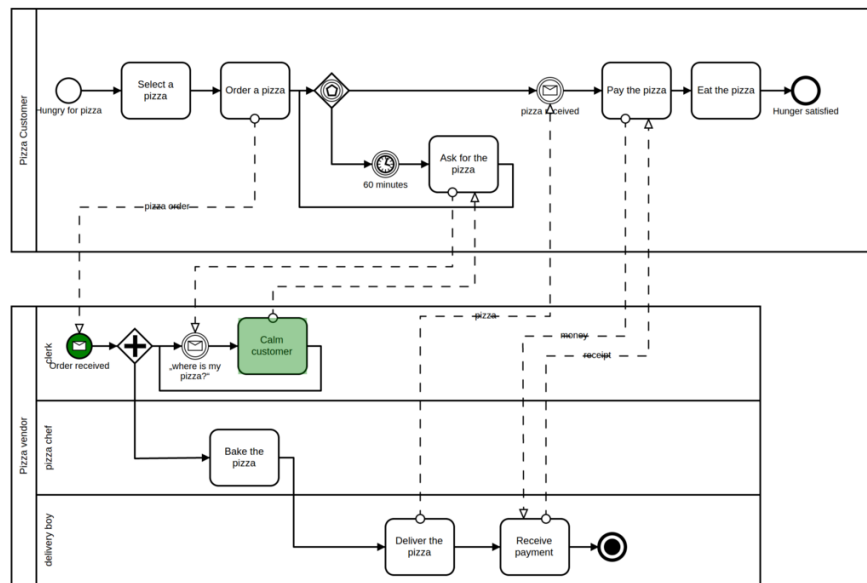 Pizza Customer
Hungry for pizza
Select a
pizza
Order a pizza
60 minutes
Ask for the
pizza
pizza received
Pay the pizza
Eat the pizza
Hunger satisfied
pizza order
pizza
money
receipt
Pizza vendor
clerk
Order received
„where is my
pizza?“
Calm
customer
pizza chef
Bake the
pizza
delivery boy
Deliver the
pizza
Receive
payment